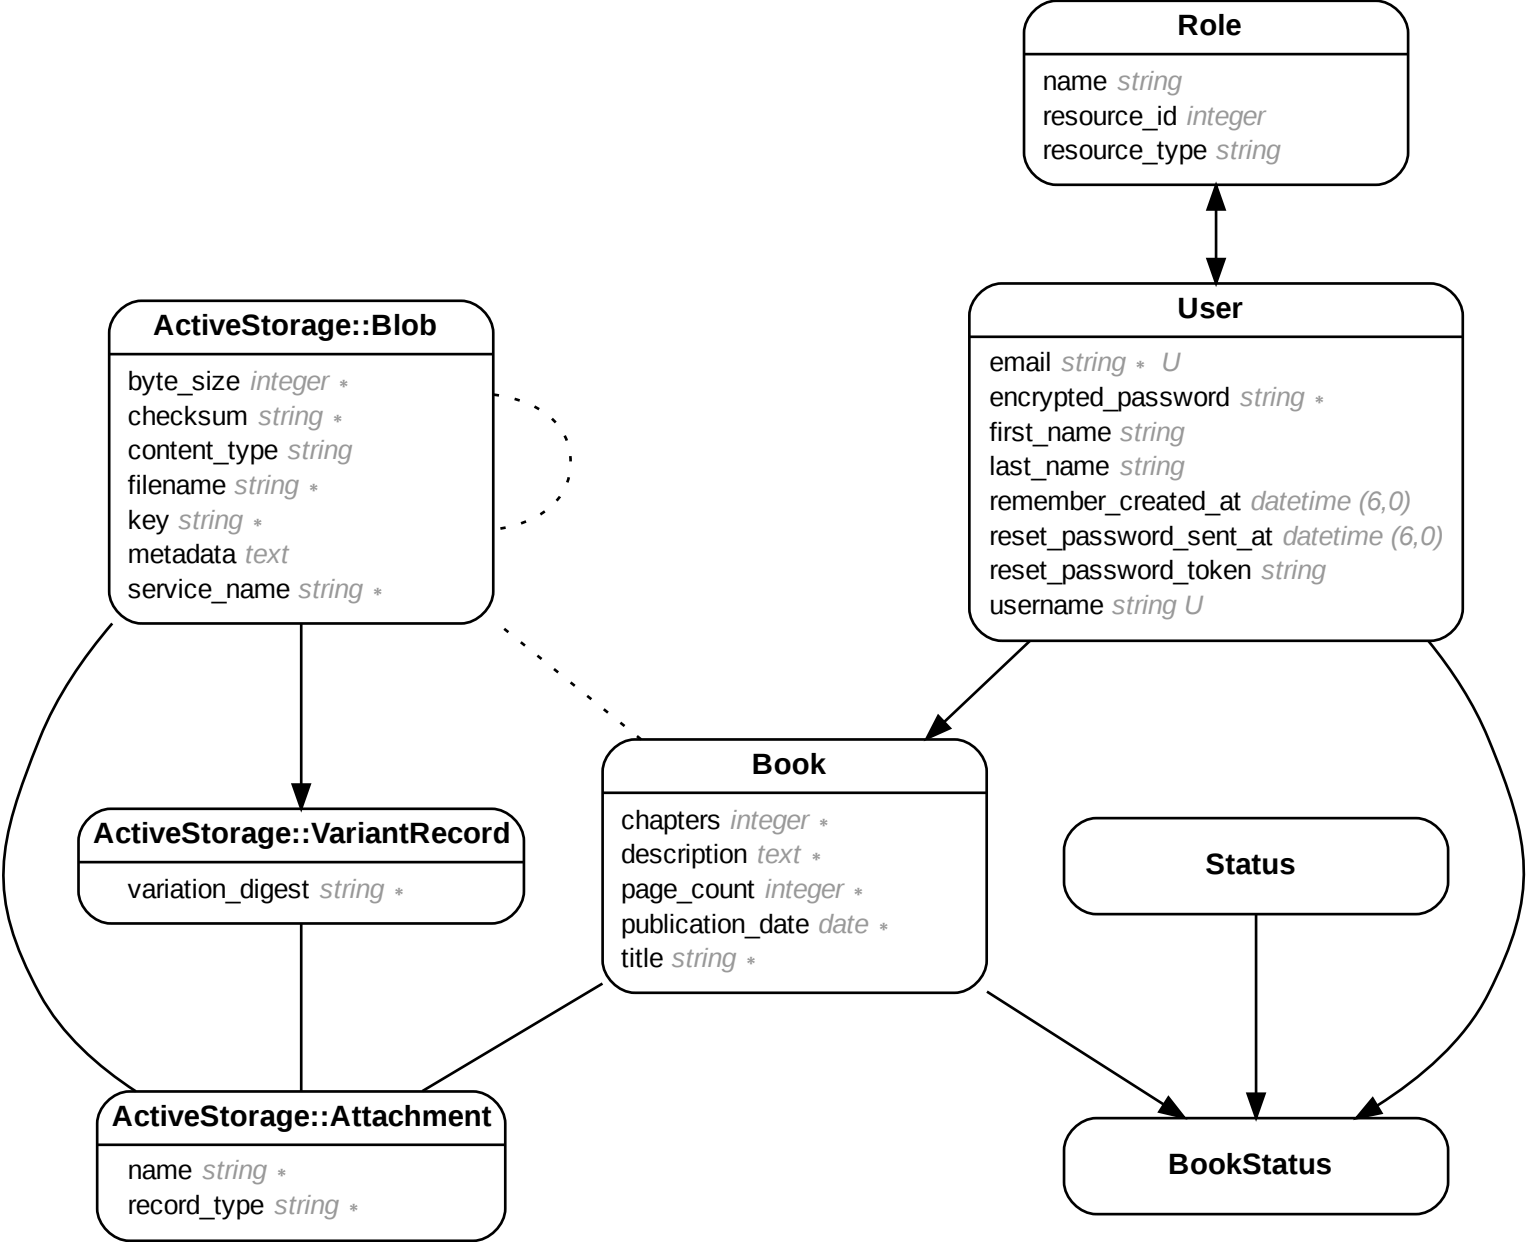 Role
name string
resource_id integer
resource_type string
User
email string * U
encrypted_password string *
first_name string
last_name string
remember_created_at datetime (6,0)
reset_password_sent_at datetime (6,0)
reset_password_token string
username string U
ActiveStorage::Blob
byte_size integer *
checksum string *
content_type string
filename string *
key string *
metadata text
service_name string *
ActiveStorage::VariantRecord
variation_digest string *
Book
chapters integer *
description text *
page_count integer *
publication_date date *
title string *
Status
ActiveStorage::Attachment
name string *
record_type string *
BookStatus